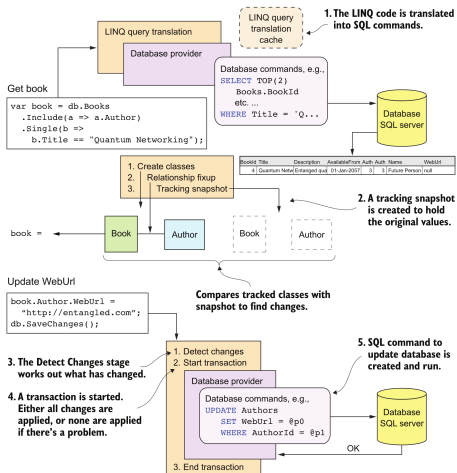 LINQ query translation
Database provider
LINQ query
translation
cache
1. The LINQ code is translated
into SQL commands.
Database commands, e.g.,
SELECT TOP(2)
Books.BookId
etc. ...
WHERE Title = 'Q...
Database
SQL server
Get book
var book = db.Books
.Include(a => a.Author)
.Single(b =>
b.Title == "Quantum Networking");
BookId Title Description AvailableFrom Auth Auth Name WebUrl
4 Quantum Netw Entangled qua 01-Jan-2057 3 3 Future Person null
1. Create classes
2. Relationship fixup
3. Tracking snapshot
2. A tracking snapshot
is created to hold
the original values.
book =
Book
Author
Book
Author
Compares tracked classes with
snapshot to find changes.
Update WebUrl
book.Author.WebUrl =
“http://entangled.com”;
db.SaveChanges();
3. The Detect Changes stage
works out what has changed.
4. A transaction is started.
Either all changes are
applied, or none are applied
if there's a problem.
1. Detect changes
2. Start transaction
Database provider
Database commands, e.g.,
UPDATE Authors
SET WebUrl = @p0
WHERE AuthorId = @p1
3. End transaction
5. SQL command to
update database is
created and run.
Database
SQL server
OK